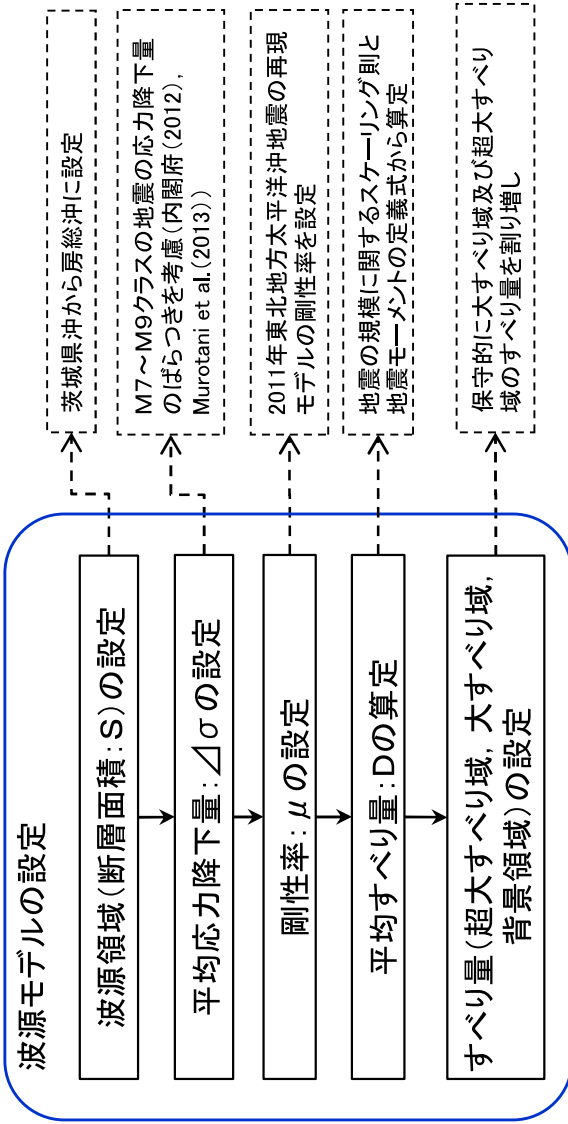 波源モデルの設定
波源領域(断層面積:S)の設定
茨城県沖から房総沖に設定
平均応力降下量:⊿σの設定
M7~M9クラスの地震の応力降下量
のばらつきを考慮(内閣府(2012),
Murotani et al.(2013))
剛性率:μの設定
2011年東北地方太平洋沖地震の再現
モデルの剛性率を設定
平均すべり量:Dの算定
地震の規模に関するスケーリング則と
地震モーメントの定義式から算定
すべり量(超大すべり域,大すべり域,
背景領域)の設定
保守的に大すべり域及び超大すべり
域のすべり量を割り増し